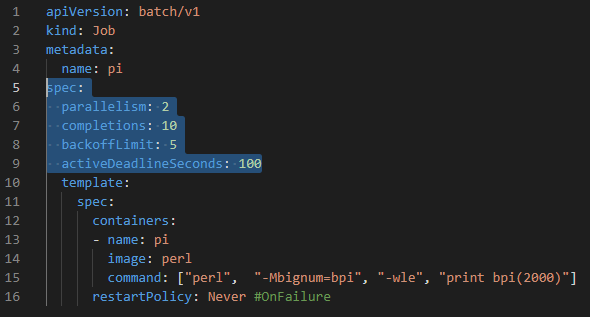 1 apiVersion: batch/v1
2 kind: Job
3 metadata:
4   name: pi
5 spec:
6   parallelism: 2
7   completions: 10
8   backoffLimit: 5
9   activeDeadlineSeconds: 100
10   template:
11     spec:
12       containers:
13       - name: pi
14         image: perl
15         command: ["perl",  "-Mbignum=bpi", "-wle", "print bpi(2000)"]
16       restartPolicy: Never #OnFailure